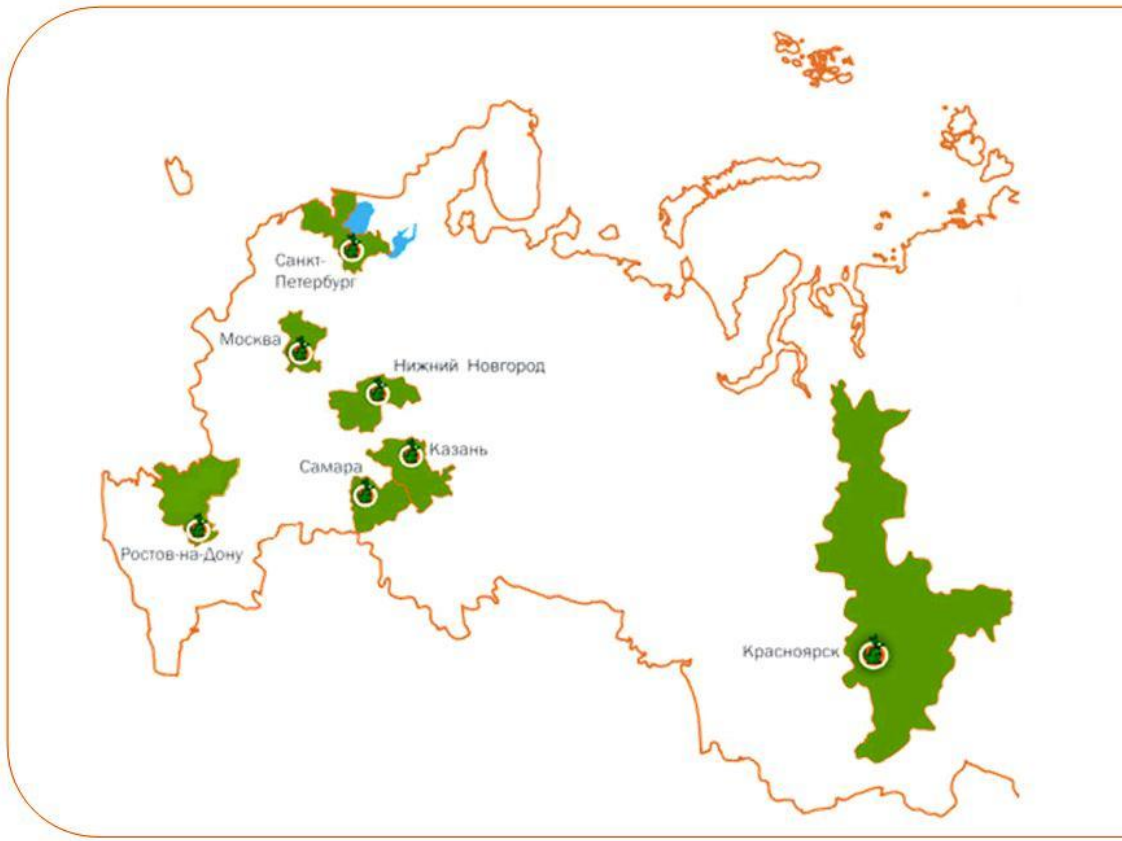 Санкт-
Петербург
Москва
Нижний Новгород
Казань
Самара
Ростов-на-Дону
Красноярск